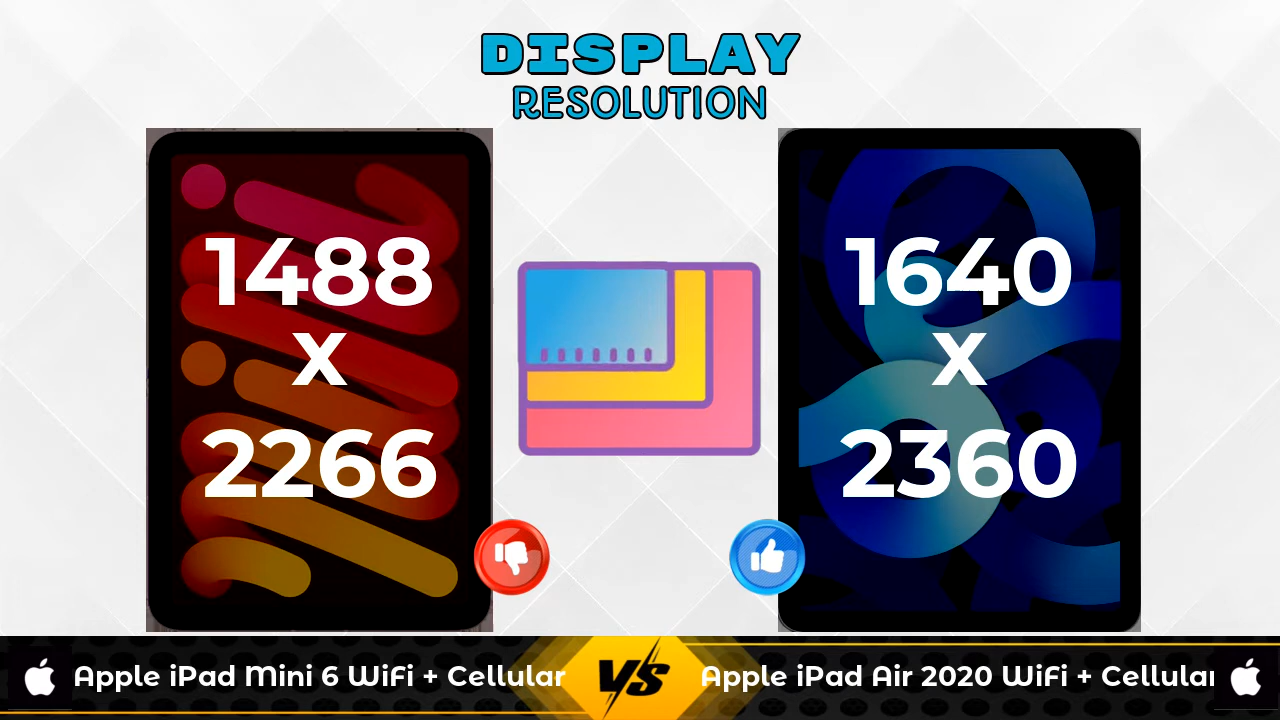 DISPLAY
RESOLUTION
1488
X
2266
1640
X
2360
Apple iPad Mini 6 WiFi + Cellular
VS
Apple iPad Air 2020 WiFi + Cellular